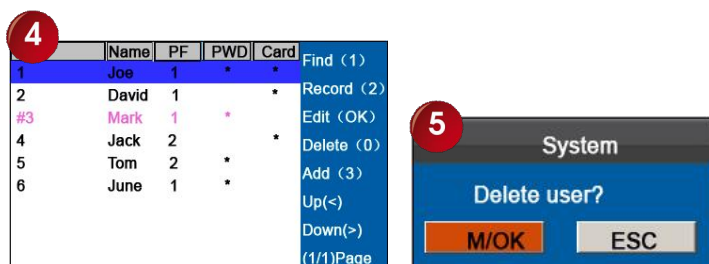 4
Name PF PWD Card
1 Joe 1 * *
2 David 1 *
#3 Mark 1 *
4 Jack 2 *
5 Tom 2 *
6 June 1 *
Find（1）
Record（2）
Edit（OK）
Delete（0）
Add（3）
Up(<)
Down(>)
(1/1)Page
5
System
Delete user?
M/OK ESC